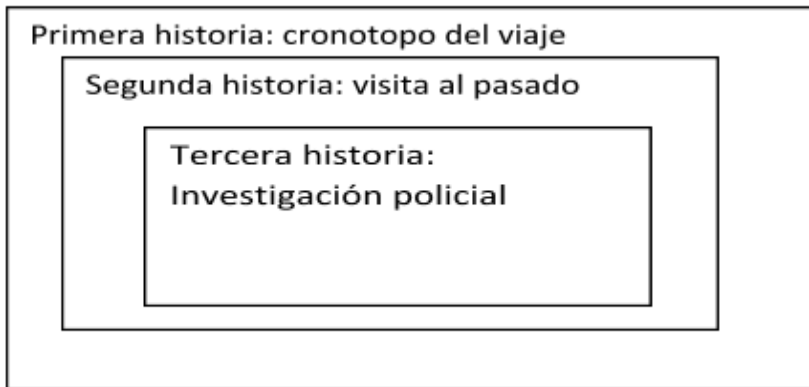 Primera historia: cronotopo del viaje
Segunda historia: visita al pasado
Tercera historia:
Investigación policial